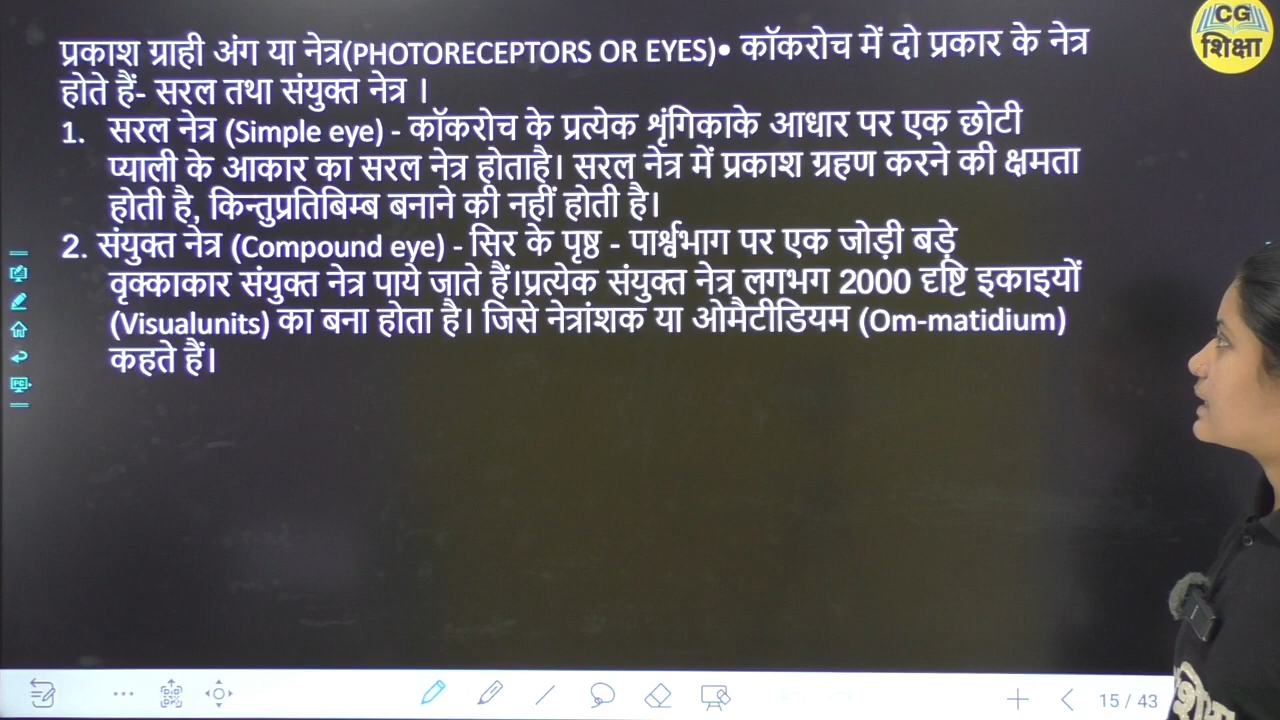 CG
शिक्षा
प्रकाश ग्राही अंग या नेत्र(PHOTORECEPTORS OR EYES)• कॉकरोच में दो प्रकार के नेत्र
होते हैं- सरल तथा संयुक्त नेत्र ।
1. सरल नेत्र (Simple eye) - कॉकरोच के प्रत्येक शृंगिकाके आधार पर एक छोटी
प्याली के आकार का सरल नेत्र होताहै। सरल नेत्र में प्रकाश ग्रहण करने की क्षमता
होती है, किन्तुप्रतिबिम्ब बनाने की नहीं होती है।
2. संयुक्त नेत्र (Compound eye) - सिर के पृष्ठ - पार्श्वभाग पर एक जोड़ी बड़े
वृक्काकार संयुक्त नेत्र पाये जाते हैं।प्रत्येक संयुक्त नेत्र लगभग 2000 दृष्टि इकाइयों
(Visualunits) का बना होता है। जिसे नेत्रांशक या ओमैटीडियम (Om-matidium)
कहते हैं।
PC
15 / 43